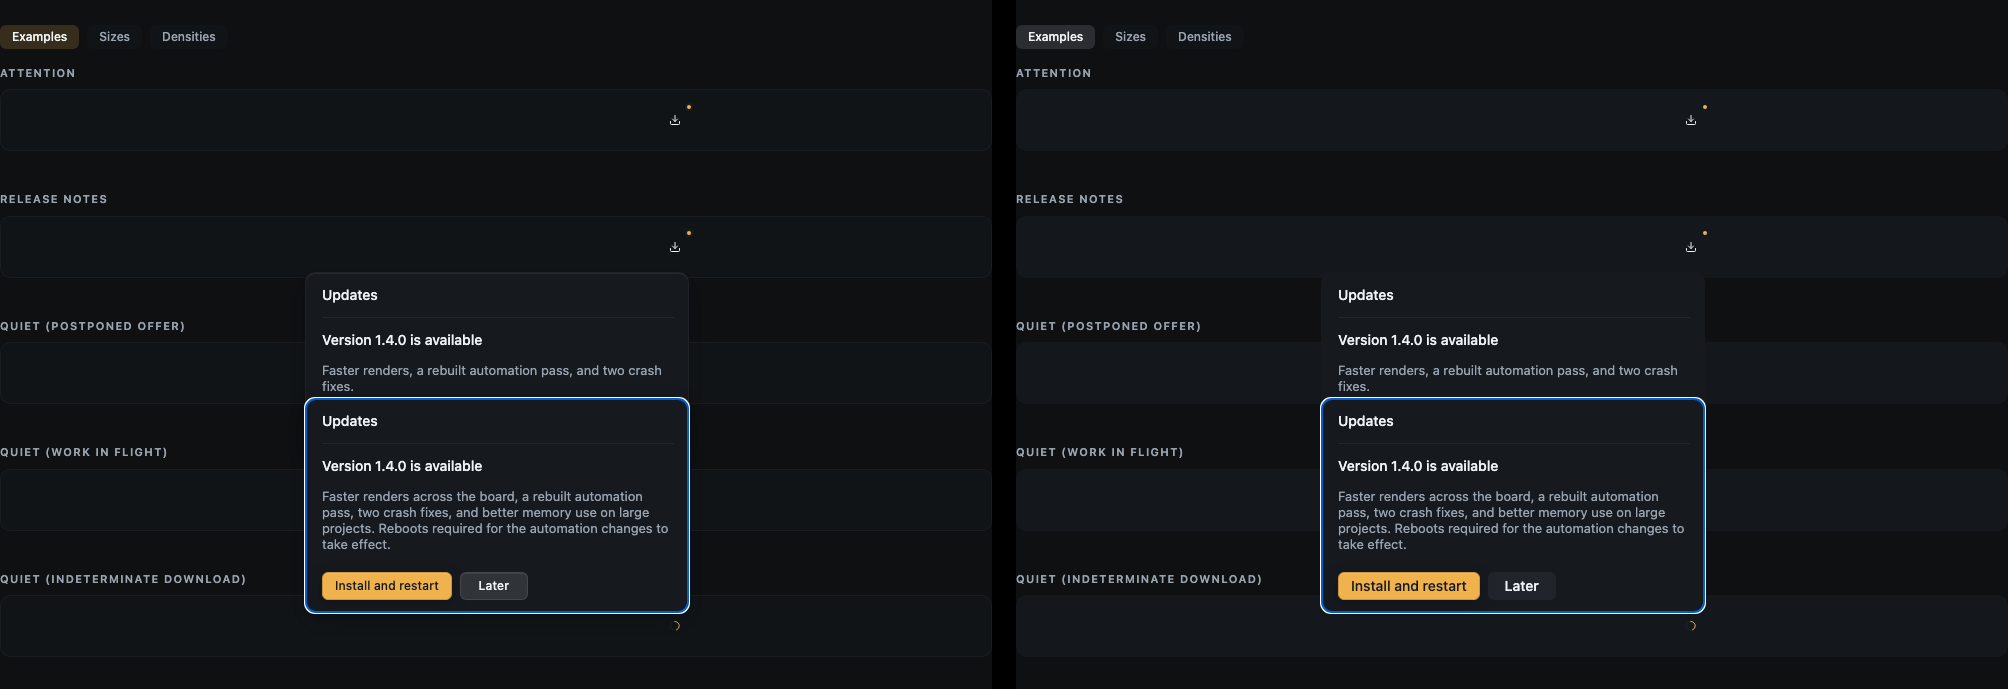 Examples Sizes Densities
ATTENTION
RELEASE NOTES
Updates
QUIET (POSTPONED OFFER)
Version 1.4.0 is available
Faster renders, a rebuilt automation pass, and two crash
fixes.
Updates
QUIET (WORK IN FLIGHT)
Version 1.4.0 is available
Faster renders across the board, a rebuilt automation
pass, two crash fixes, and better memory use on large
projects. Reboots required for the automation changes to
take effect.
QUIET (INDETERMINATE DOWNLOAD)
Install and restart Later
Examples Sizes Densities
ATTENTION
RELEASE NOTES
Updates
QUIET (POSTPONED OFFER)
Version 1.4.0 is available
Faster renders, a rebuilt automation pass, and two crash
fixes.
Updates
QUIET (WORK IN FLIGHT)
Version 1.4.0 is available
Faster renders across the board, a rebuilt automation
pass, two crash fixes, and better memory use on large
projects. Reboots required for the automation changes to
take effect.
QUIET (INDETERMINATE DOWNLOAD)
Install and restart Later